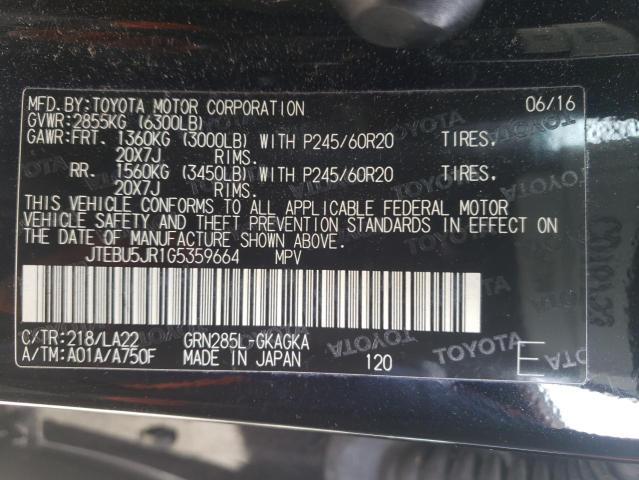 MFD.BY:TOYOTA MOTOR CORPORATION 06/16
GVWR:2855KG (6300LB)
GAWR:FRT. 1360KG (3000LB) WITH P245/60R20 TIRES.
20X7J RIMS.
RR. 1560KG (3450LB) WITH P245/60R20 TIRES.
20X7J RIMS.
THIS VEHICLE CONFORMS TO ALL APPLICABLE FEDERAL MOTOR
VEHICLE SAFETY AND THEFT PREVENTION STANDARDS IN EFFECT ON
THE DATE OF MANUFACTURE SHOWN ABOVE.
JTEBU5JR1G5359664 MPV
C/TR:218/LA22 GRN285L-GKAGKA
A/TM:A01A/A750F MADE IN JAPAN 120 E